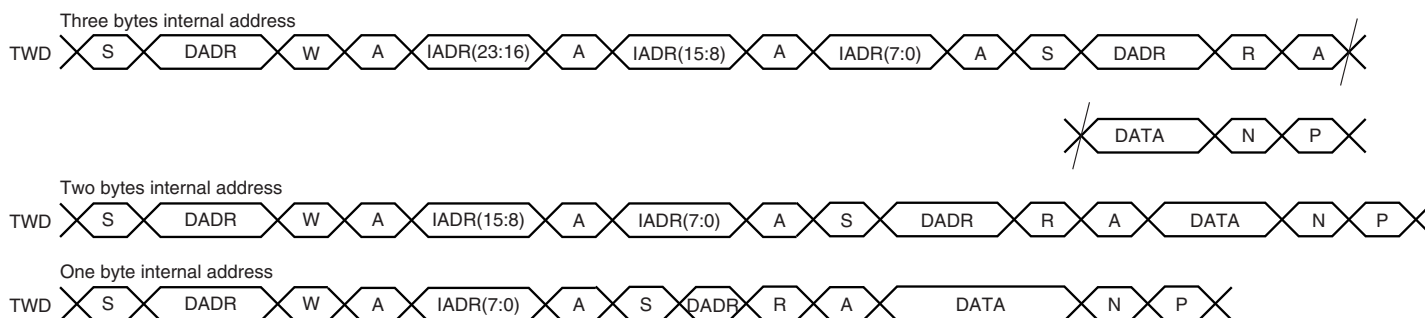 Three bytes internal address
TWD S DADR W A IADR(23:16) A IADR(15:8) A IADR(7:0) A S DADR R A
DATA N P
Two bytes internal address
TWD S DADR W A IADR(15:8) A IADR(7:0) A S DADR R A DATA N P
One byte internal address
TWD S DADR W A IADR(7:0) A S DADR R A DATA N P